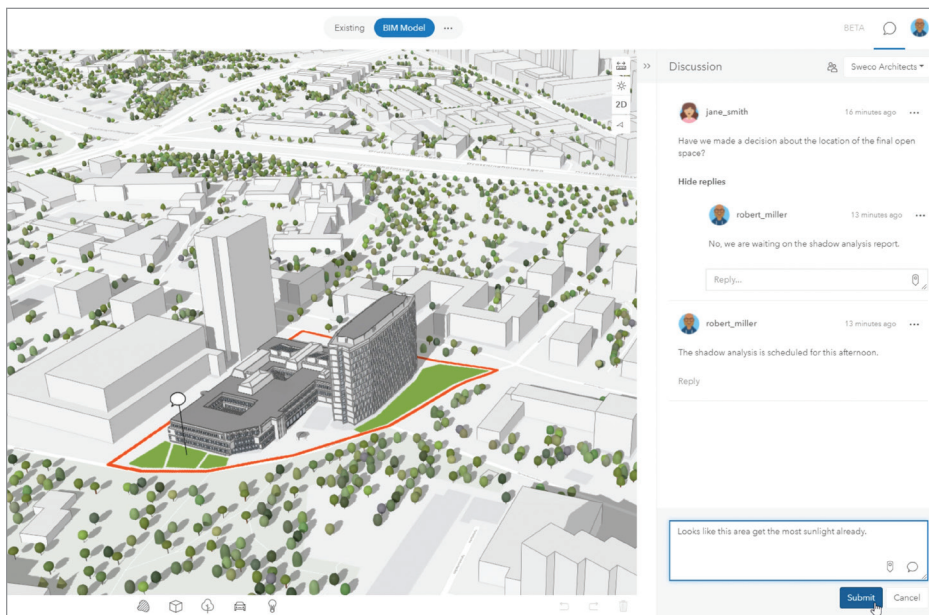 Existing BIM Model ...
BETA
2D
Discussion
Sweco Architects
jane_smith 16 minutes ago ...
Have we made a decision about the location of the final open
space?
Hide replies
robert_miller 13 minutes ago ...
No, we are waiting on the shadow analysis report.
Reply...
robert_miller 13 minutes ago ...
The shadow analysis is scheduled for this afternoon.
Reply
Looks like this area get the most sunlight already.
Submit Cancel